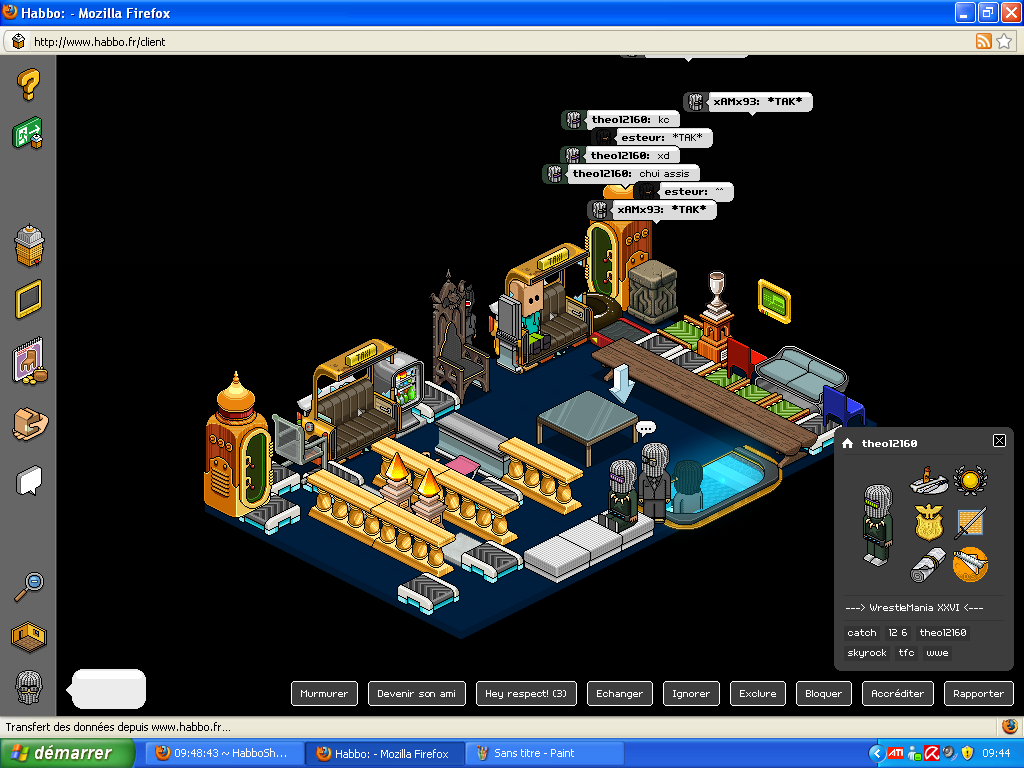 Habbo: - Mozilla Firefox
http://www.habbo.fr/client
xAMx93: *TAK*
theo12160: kc
esteur: *TAK*
theo12160: xd
theo12160: chui assis
esteur: ^^
xAMx93: *TAK*
TAXI
TAXI
theo12160
---> WrestleMania XXVI <---
catch 12 6 theo12160
skyrock tfc wwe
Murmurer Devenir son ami Hey respect! (3) Echanger Ignorer Exclure Bloquer Accréditer Rapporter
Transfert des données depuis www.habbo.fr...
démarrer 09:48:43 ~ HabboSh... Habbo: - Mozilla Firefox Sans titre - Paint ATI 09:44